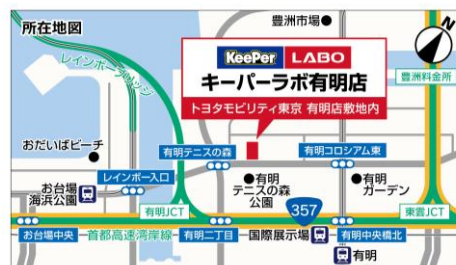 所在地図
豊洲市場
N
KeePer LABO
キーパーラボ有明店
トヨタモビリティ東京 有明店敷地内
レインボーブリッジ
豊洲料金所
おだいばビーチ
有明テニスの森
有明コロシアム東
レインボー入口
お台場
海浜公園
有明
テニスの森
公園
有明
ガーデン
有明JCT
357
東雲JCT
お台場中央
首都高速湾岸線
有明二丁目
国際展示場
有明中央橋北
有明